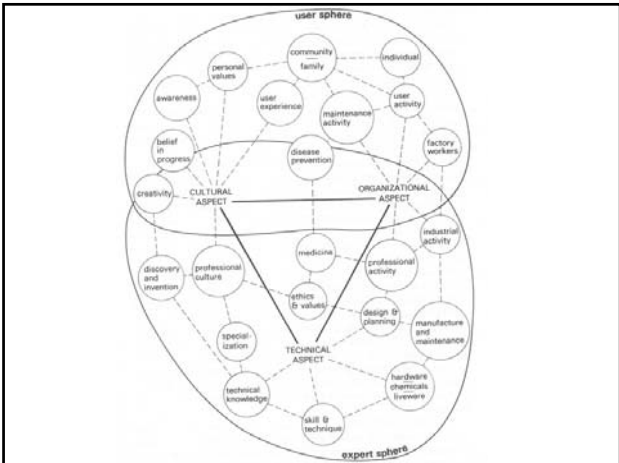 user sphere
community
family
individual
personal
values
awareness
user
experience
maintenance
activity
user
activity
belief
in
progress
disease
prevention
factory
workers
creativity
CULTURAL
ASPECT
ORGANIZATIONAL
ASPECT
industrial
activity
medicine
discovery
and
invention
professional
culture
professional
activity
ethics
& values
design &
planning
manufacture
and
maintenance
special-
ization
TECHNICAL
ASPECT
technical
knowledge
hardware
chemicals
liveware
skill &
technique
expert sphere